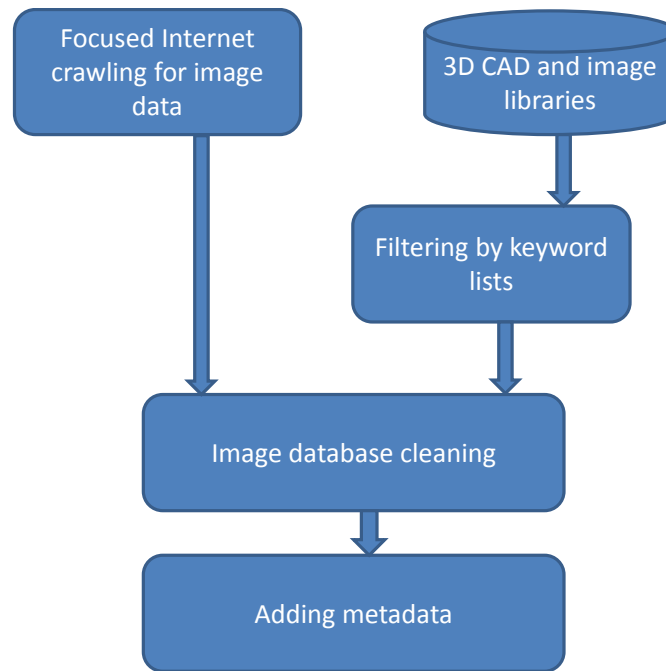 Focused Internet
crawling for image
data
3D CAD and image
libraries
Filtering by keyword
lists
Image database cleaning
Adding metadata